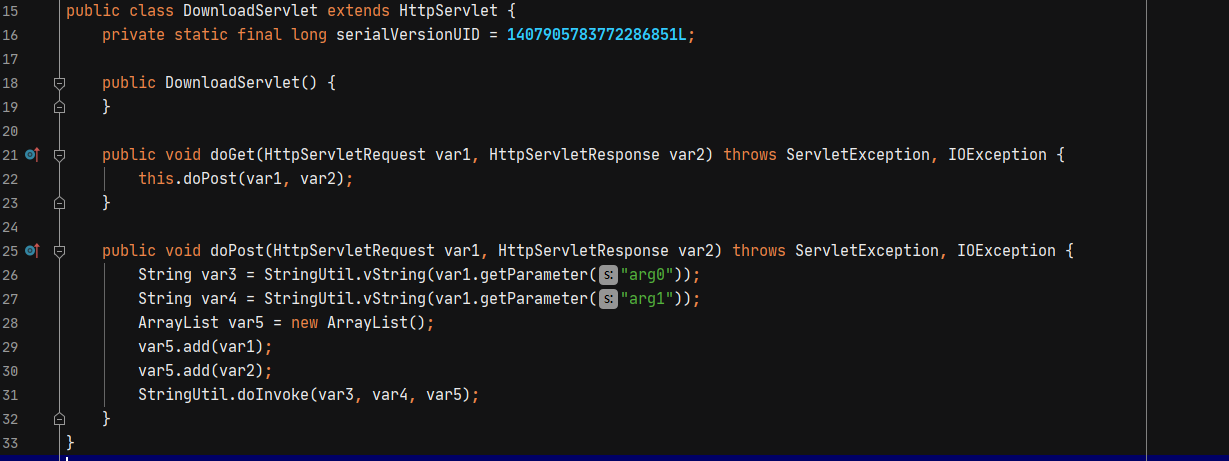 15 public class DownloadServlet extends HttpServlet {
16 private static final long serialVersionUID = 1407905783772286851L;
17
18 public DownloadServlet() {
19 }
20
21 public void doGet(HttpServletRequest var1, HttpServletResponse var2) throws ServletException, IOException {
22 this.doPost(var1, var2);
23 }
24
25 public void doPost(HttpServletRequest var1, HttpServletResponse var2) throws ServletException, IOException {
26 String var3 = StringUtil.vString(var1.getParameter( s: "arg0"));
27 String var4 = StringUtil.vString(var1.getParameter( s: "arg1"));
28 ArrayList var5 = new ArrayList();
29 var5.add(var1);
30 var5.add(var2);
31 StringUtil.doInvoke(var3, var4, var5);
32 }
33 }